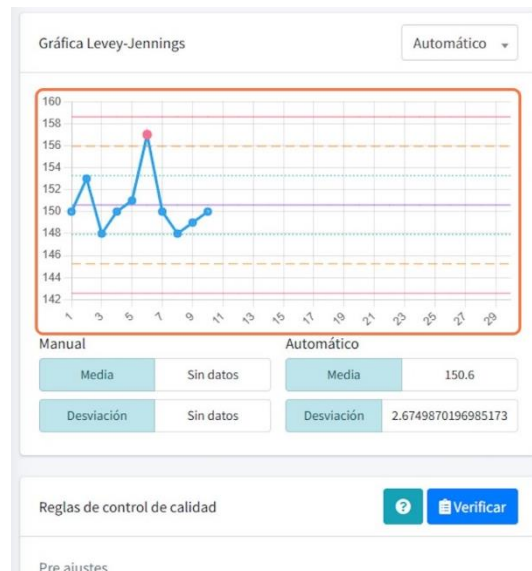 Gráfica Levey-Jennings
Automático
160
158
156
154
152
150
148
146
144
142
1 3 5 7 9 11 13 15 17 19 21 23 25 27 29
Manual Automático
Media Sin datos Media 150.6
Desviación Sin datos Desviación 2.6749870196985173
Reglas de control de calidad
? Verificar
Pre ajustes